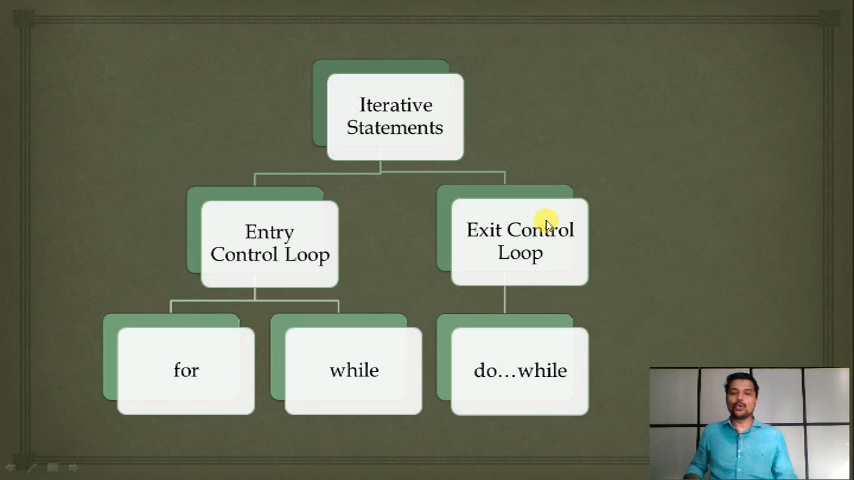 Iterative
Statements
Entry
Control Loop
Exit Control
Loop
for
while
do...while